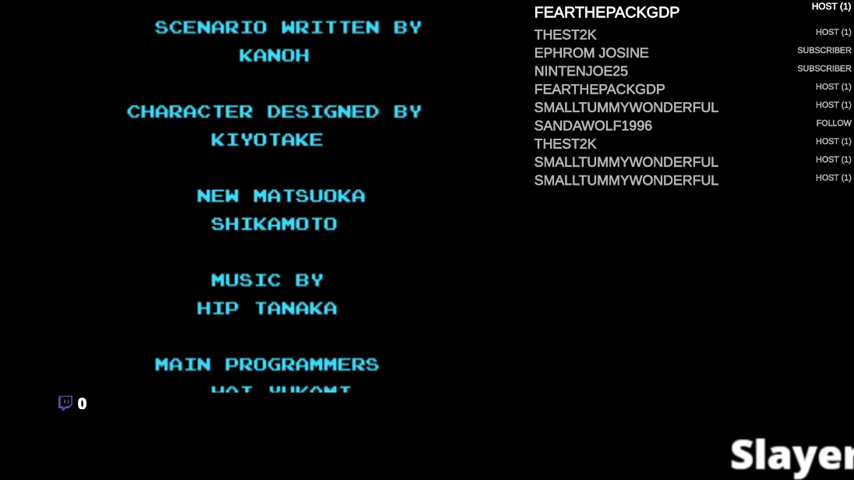 SCENARIO WRITTEN BY
KANOH
CHARACTER DESIGNED BY
KIYOTAKE
NEW MATSUOKA
SHIKAMOTO
MUSIC BY
HIP TANAKA
MAIN PROGRAMMERS
HAI YUKAMI
0
FEARTHEPACKGDP HOST (1)
THEST2K HOST (1)
EPHROM JOSINE SUBSCRIBER
NINTENJOE25 SUBSCRIBER
FEARTHEPACKGDP HOST (1)
SMALLTUMMYWONDERFUL HOST (1)
SANDAWOLF1996 FOLLOW
THEST2K HOST (1)
SMALLTUMMYWONDERFUL HOST (1)
SMALLTUMMYWONDERFUL HOST (1)
Slayer